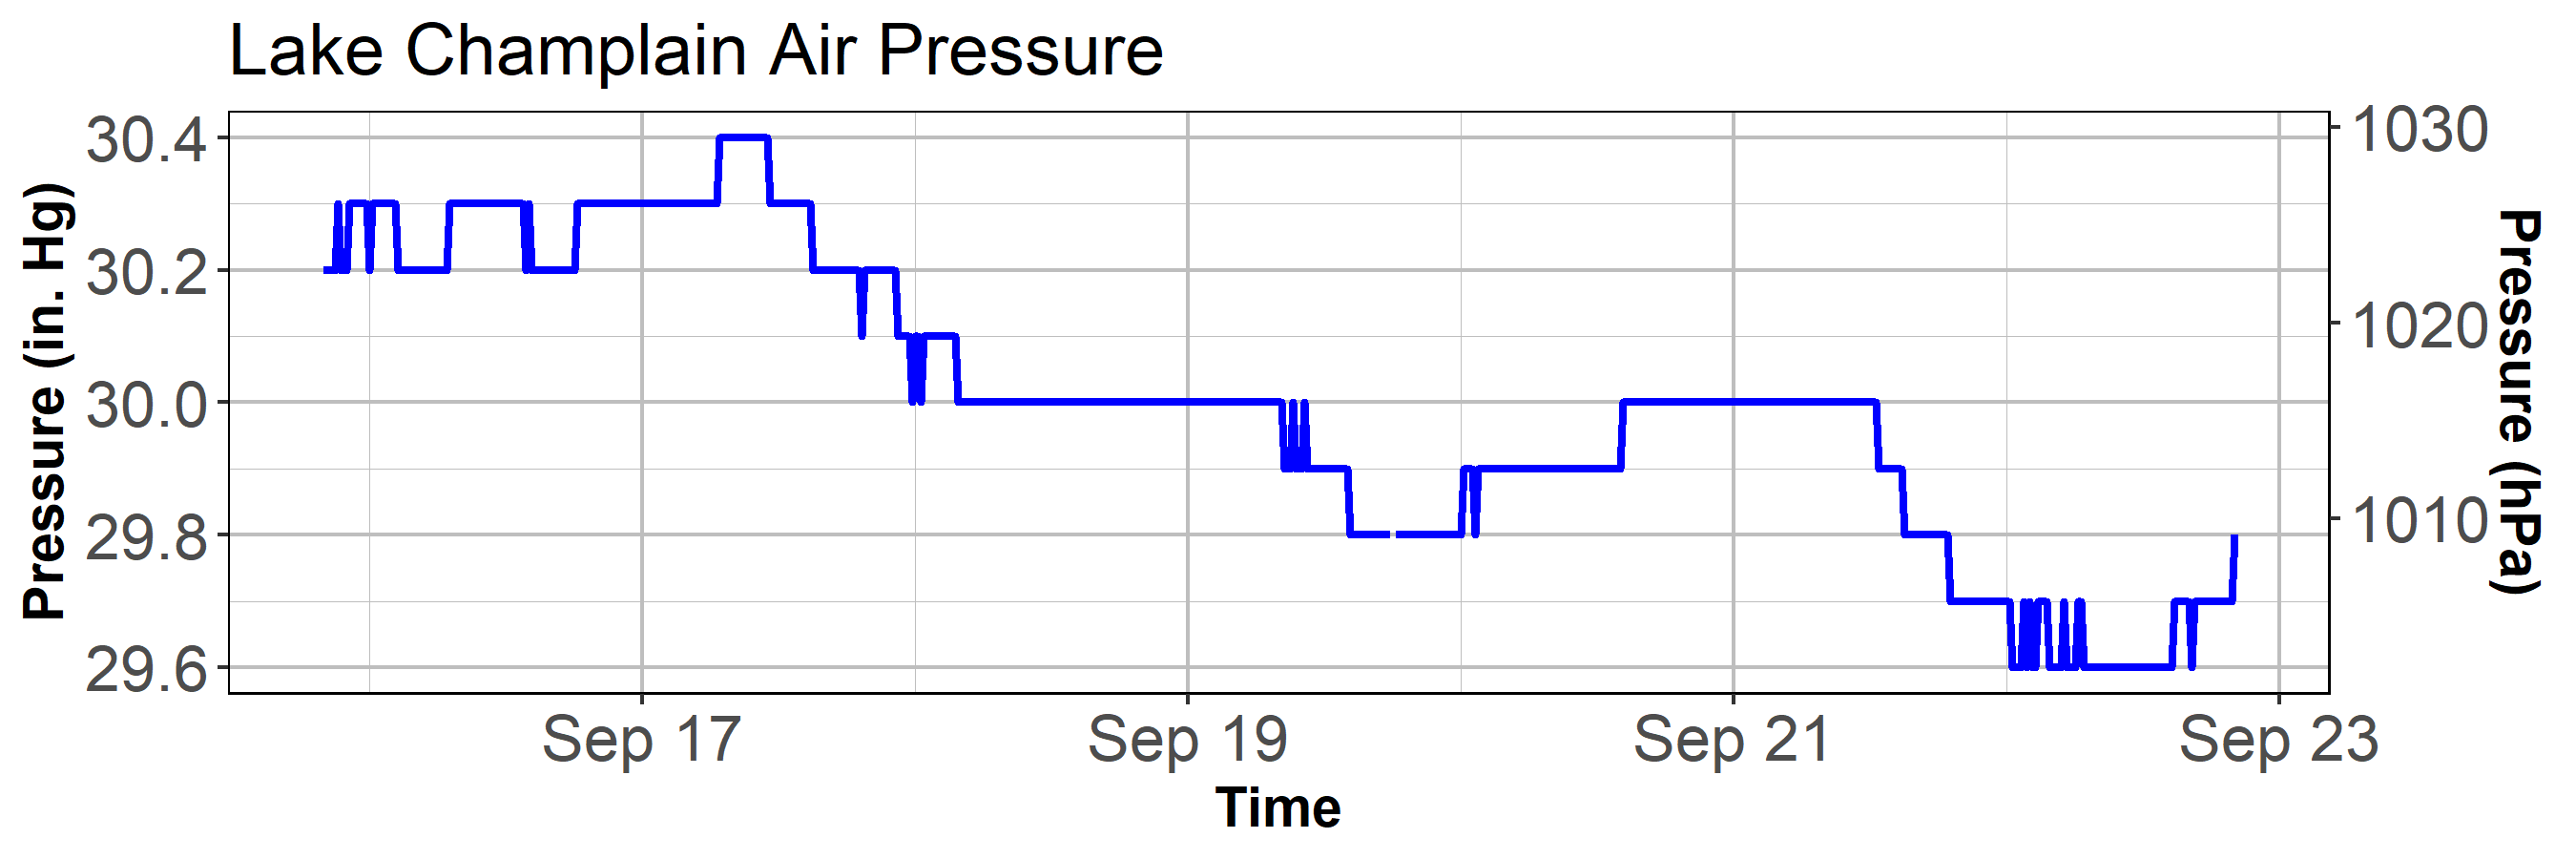 Lake Champlain Air Pressure
30.4
30.2
30.0
29.8
29.6
Pressure (in. Hg)
1030
1020
1010
Pressure (hPa)
Sep 17
Sep 19
Sep 21
Sep 23
Time